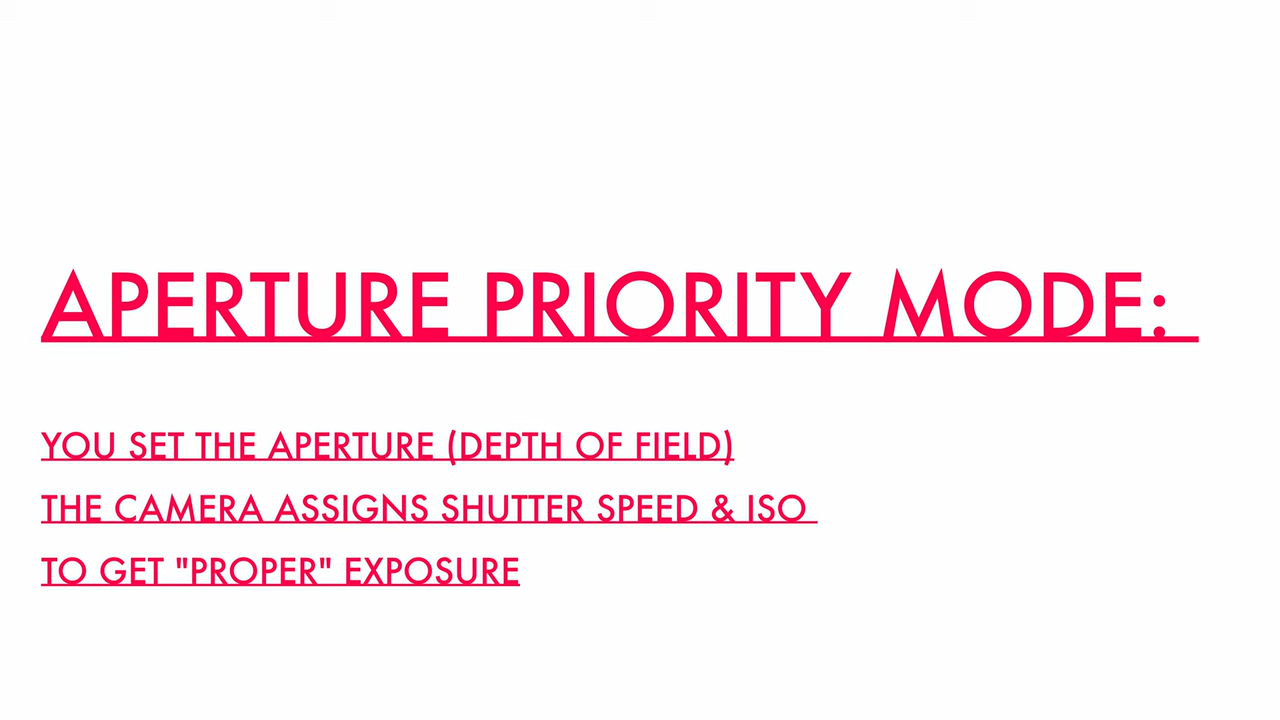 APERTURE PRIORITY MODE:
YOU SET THE APERTURE (DEPTH OF FIELD)
THE CAMERA ASSIGNS SHUTTER SPEED & ISO
TO GET "PROPER" EXPOSURE